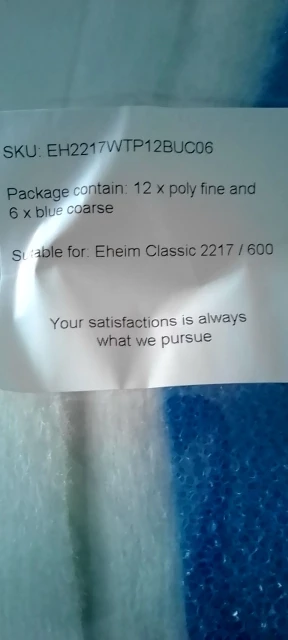 SKU: EH2217WTP12BUC06
Package contain: 12 x poly fine and
6 x blue coarse
Suitable for: Eheim Classic 2217 / 600
Your satisfactions is always
what we pursue